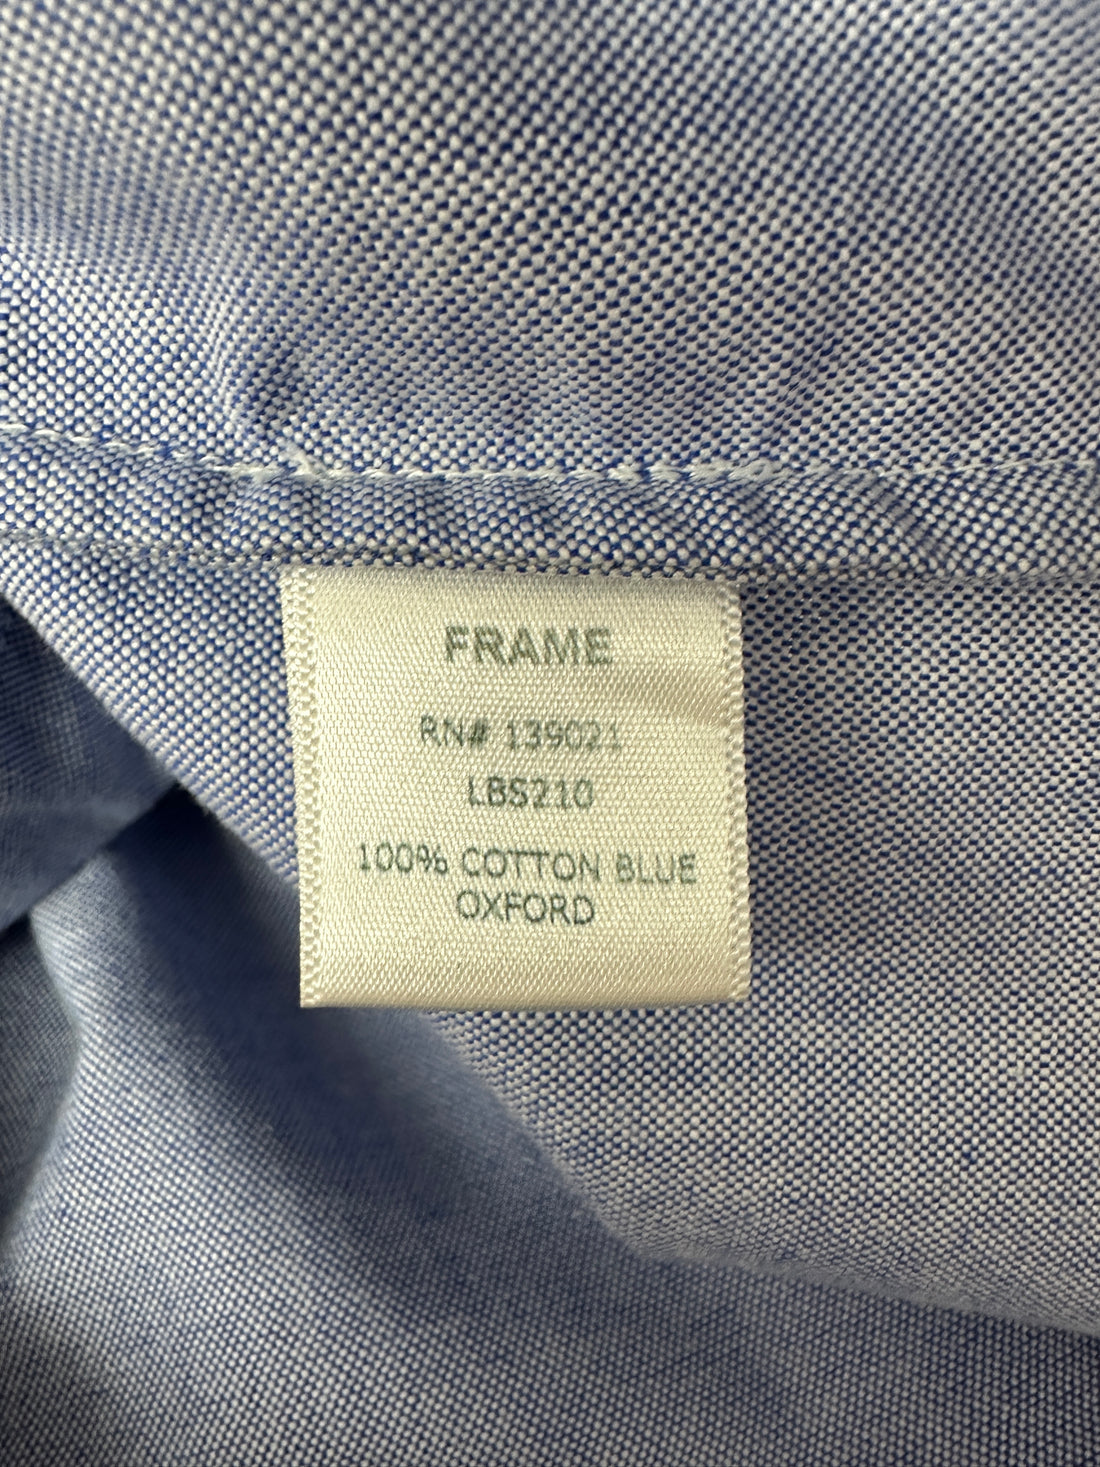 FRAME
RN# 139021
LBS210
100% COTTON BLUE
OXFORD